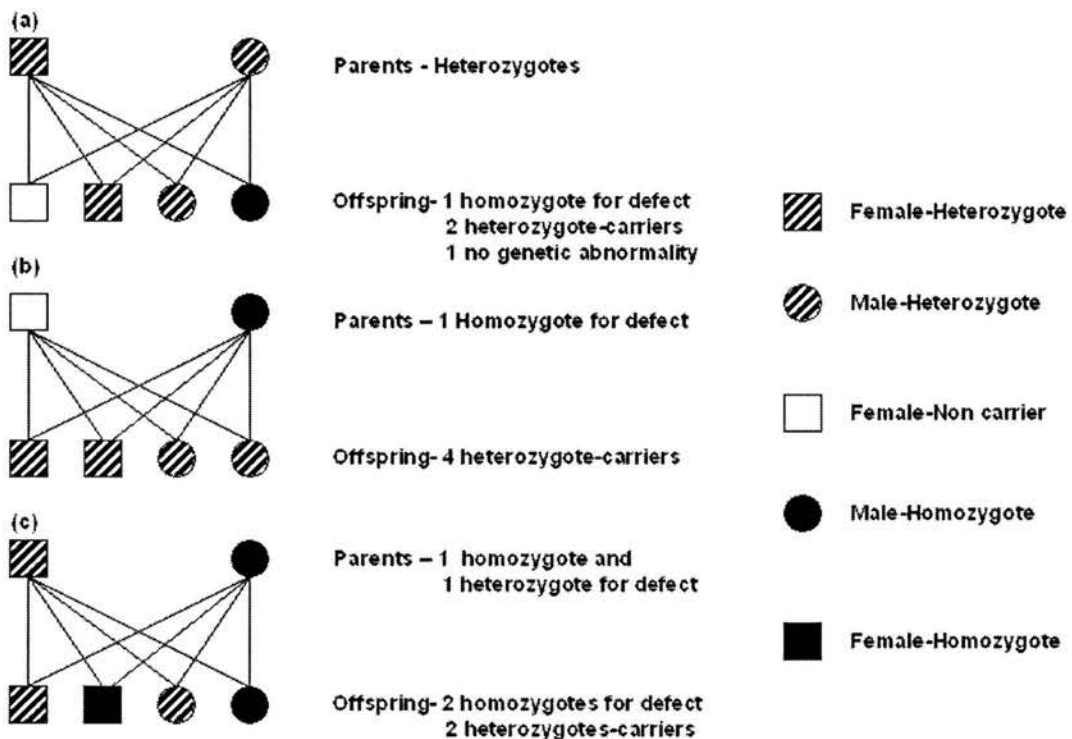 (a)
Parents - Heterozygotes
Offspring- 1 homozygote for defect
2 heterozygote-carriers
1 no genetic abnormality
(b)
Parents – 1 Homozygote for defect
Offspring- 4 heterozygote-carriers
(c)
Parents – 1 homozygote and
1 heterozygote for defect
Offspring- 2 homozygotes for defect
2 heterozygotes-carriers
Female-Heterozygote
Male-Heterozygote
Female-Non carrier
Male-Homozygote
Female-Homozygote